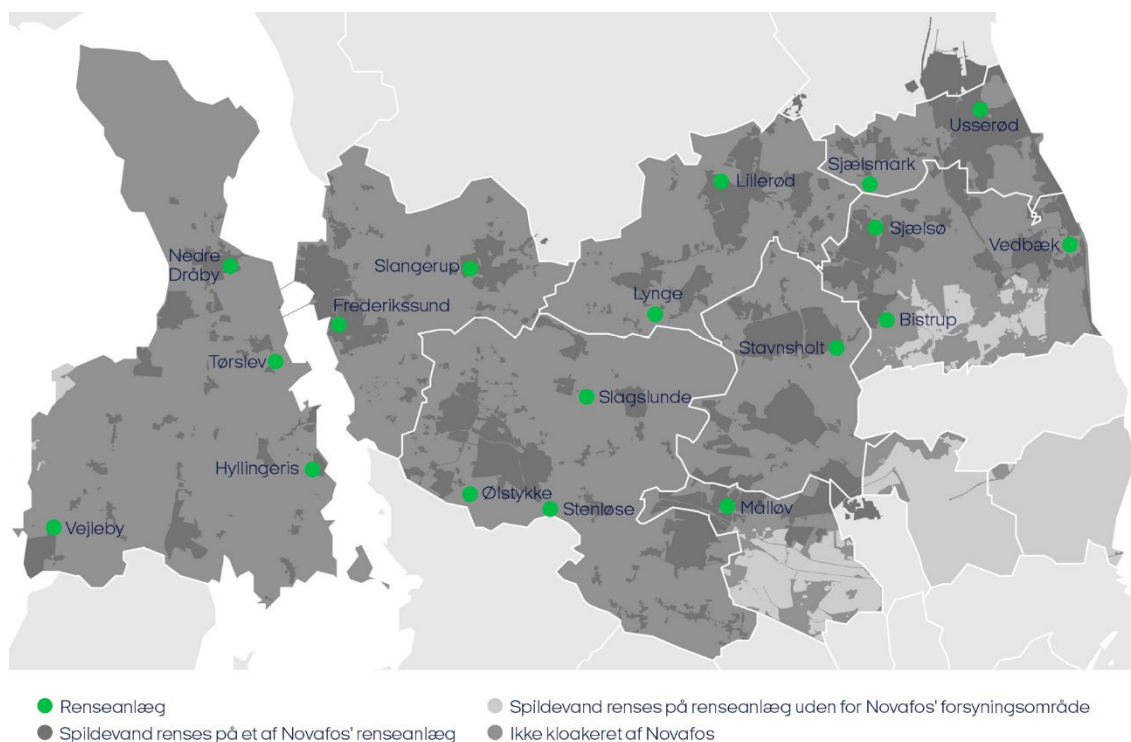 Usserød
Sjælsmark
Lillerød
Sjælsø
Vedbæk
Nedre
Dråby
Slangerup
Lynge
Frederikssund
Bistrup
Stavnsholt
Tørslev
Slagslunde
Hyllingeris
Ølstykke
Stenløse
Måløv
Vejleby
Renseanlæg
Spildevand renses på renseanlæg uden for Novafos' forsyningsområde
Spildevand renses på et af Novafos' renseanlæg
Ikke kloakeret af Novafos